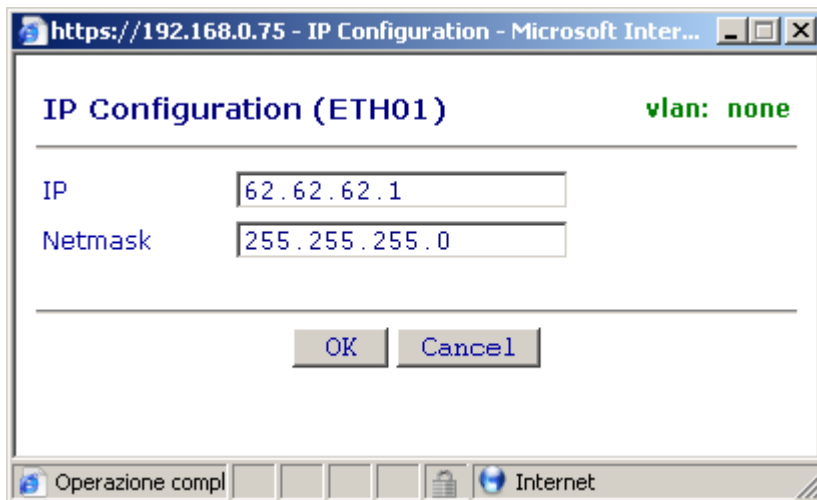 https://192.168.0.75 - IP Configuration - Microsoft Inter...
IP Configuration (ETH01) vlan: none
IP 62.62.62.1
Netmask 255.255.255.0
OK Cancel
Operazione compl Internet